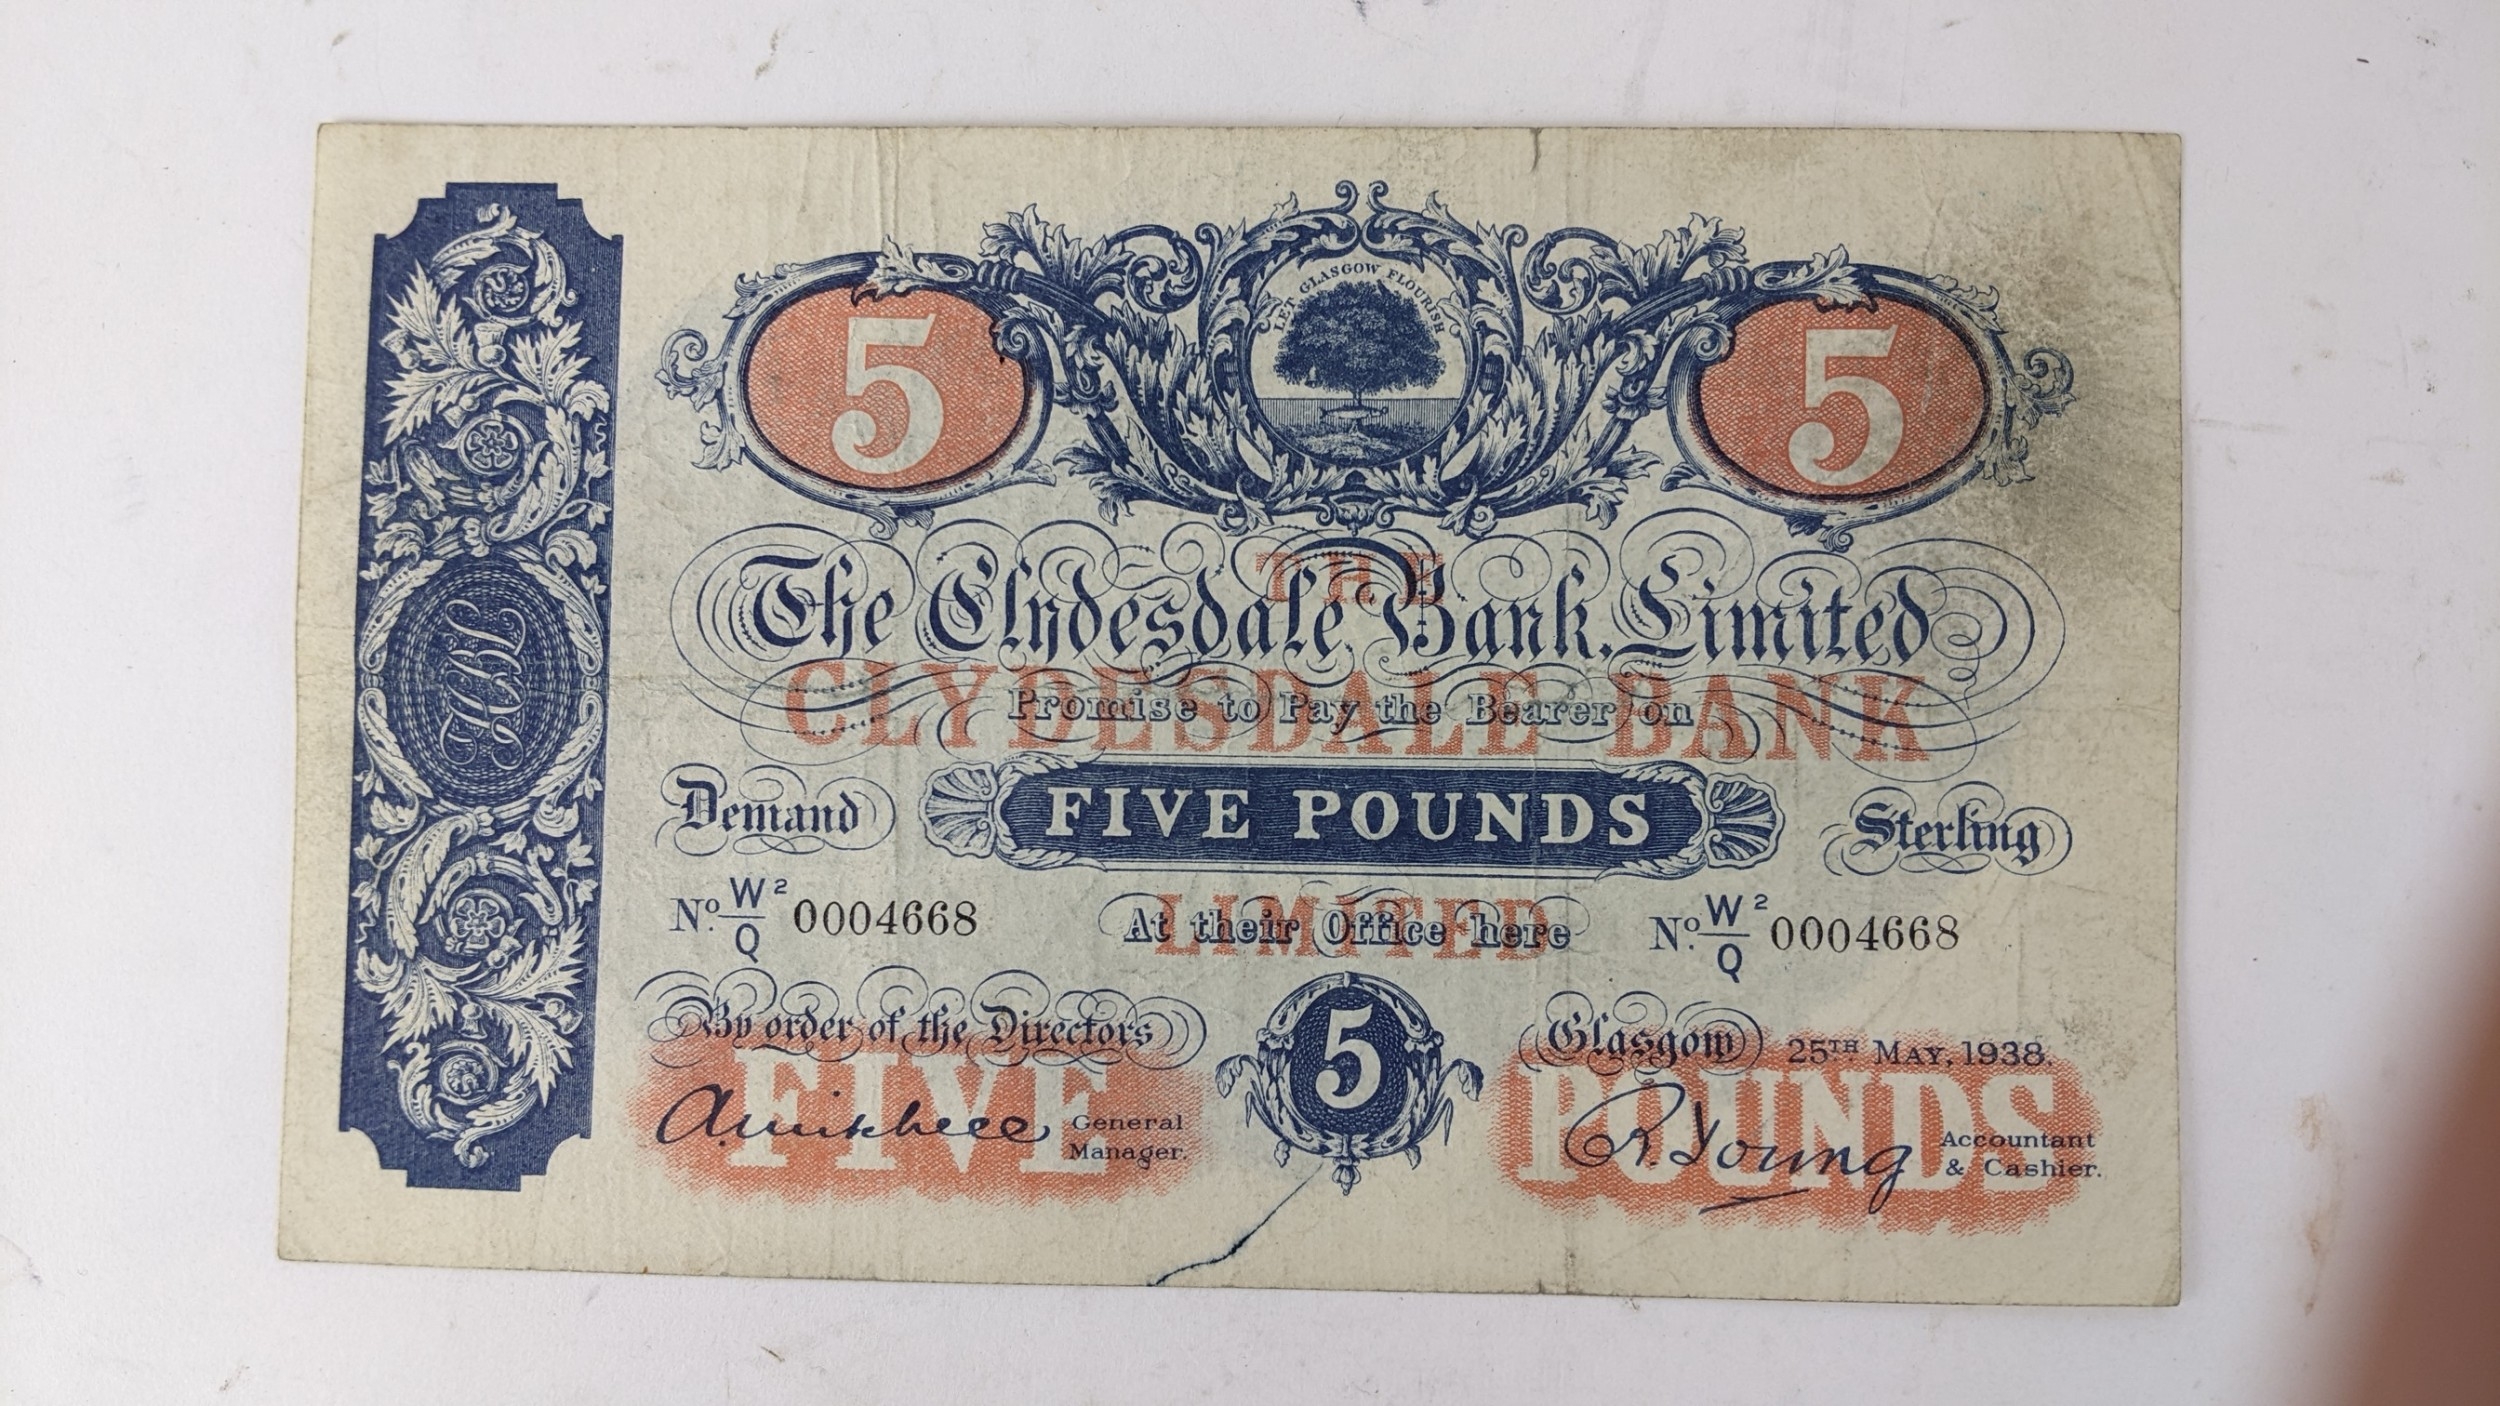 5
LET GLASGOW FLOURISH
5
The Clydesdale Bank, Limited
THE
CLYDESDALE BANK
LIMITED
Promise to Pay the Bearer on
Demand FIVE POUNDS Sterling
No. W2/Q 0004668 At their Office here No. W2/Q 0004668
By order of the Directors 5 Glasgow 25TH MAY, 1938.
FIVE POUNDS
General
Manager.
R. Young Accountant
& Cashier.